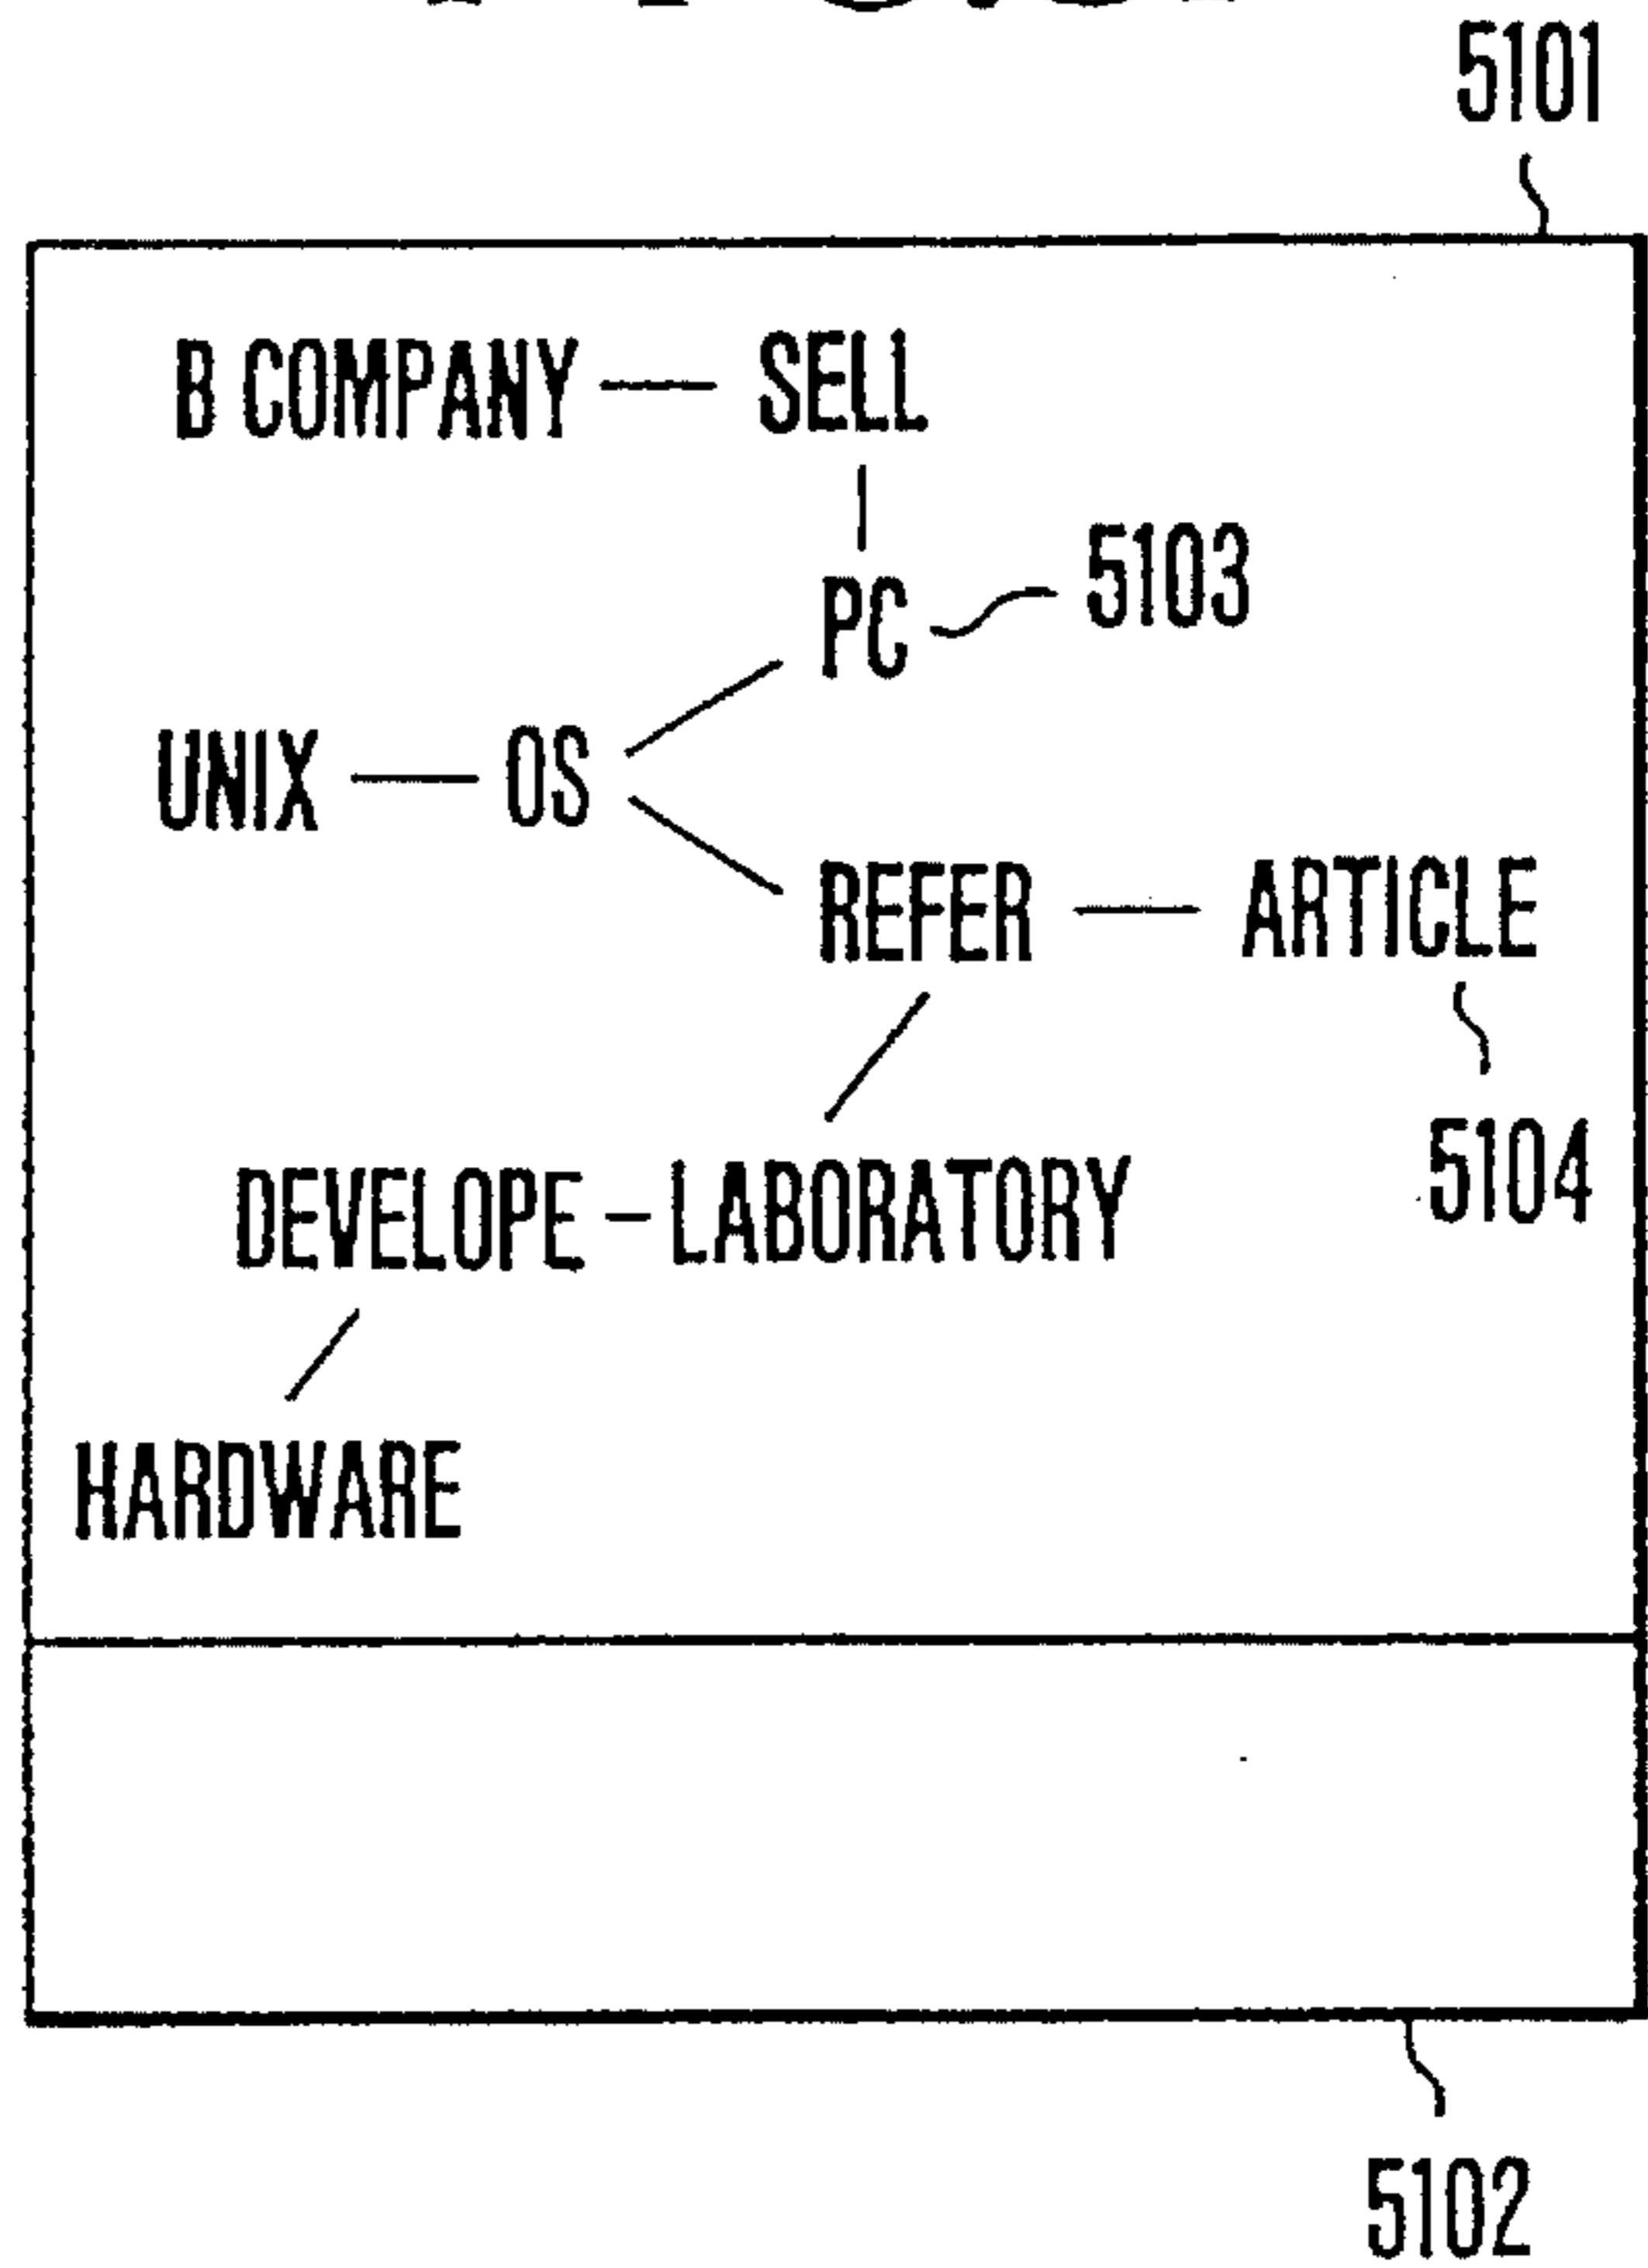 5101
B COMPANY — SELL
PC 5103
UNIX — OS
REFER — ARTICLE
5104
DEVELOPE – LABORATORY
HARDWARE
5102